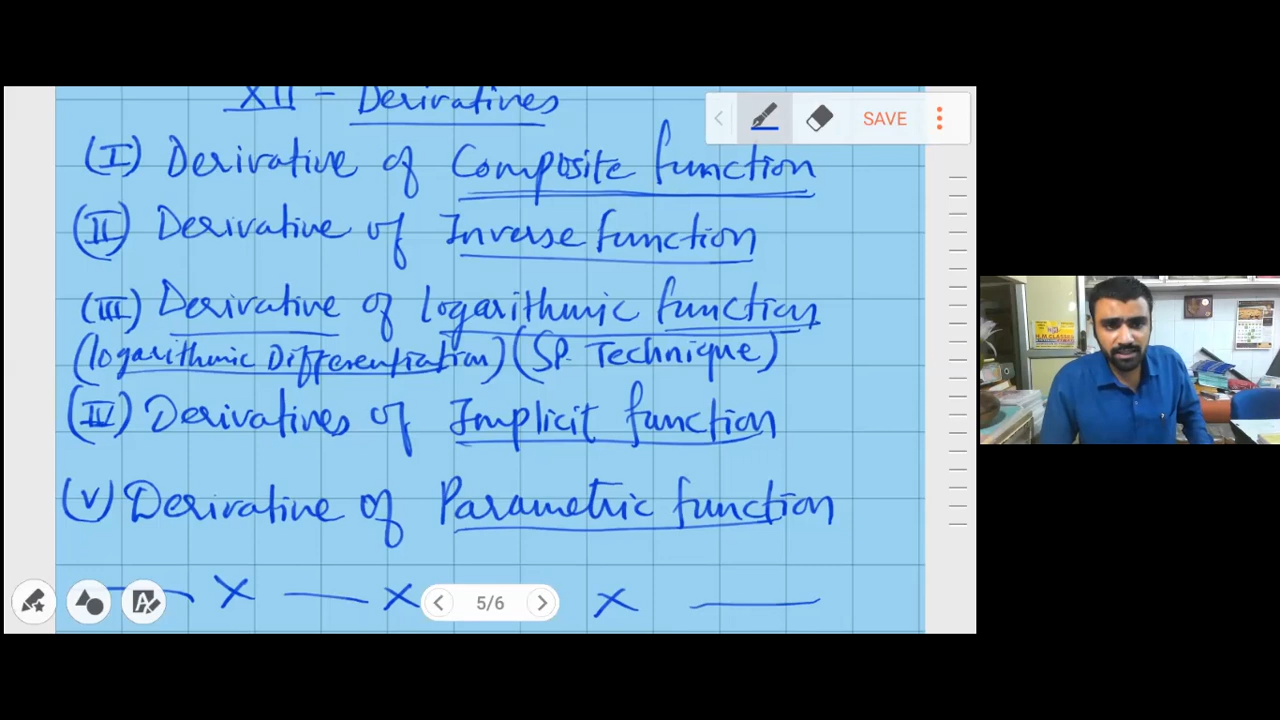 XII - Derivatives
SAVE
(I) Derivative of Composite function
(II) Derivative of Inverse function
(III) Derivative of logarithmic function
(logarithmic Differentiation) (SP. Technique)
(IV) Derivatives of Implicit function
(V) Derivative of Parametric function
5/6
H.M. CLASSES